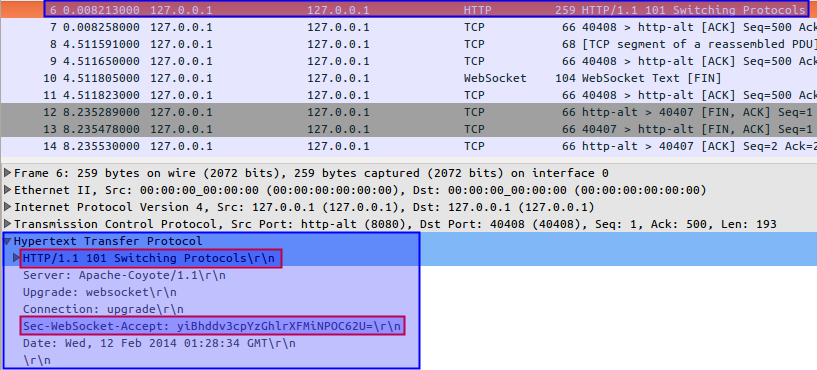 6 0.008213000 127.0.0.1 127.0.0.1 HTTP 259 HTTP/1.1 101 Switching Protocols
7 0.008258000 127.0.0.1 127.0.0.1 TCP 66 40408 > http-alt [ACK] Seq=500 Ack
8 4.511591000 127.0.0.1 127.0.0.1 TCP 68 [TCP segment of a reassembled PDU]
9 4.511650000 127.0.0.1 127.0.0.1 TCP 66 40408 > http-alt [ACK] Seq=500 Ack
10 4.511805000 127.0.0.1 127.0.0.1 WebSocket 104 WebSocket Text [FIN]
11 4.511823000 127.0.0.1 127.0.0.1 TCP 66 40408 > http-alt [ACK] Seq=500 Ack
12 8.235289000 127.0.0.1 127.0.0.1 TCP 66 http-alt > 40407 [FIN, ACK] Seq=1
13 8.235478000 127.0.0.1 127.0.0.1 TCP 66 40407 > http-alt [FIN, ACK] Seq=1
14 8.235530000 127.0.0.1 127.0.0.1 TCP 66 http-alt > 40407 [ACK] Seq=2 Ack=2
Frame 6: 259 bytes on wire (2072 bits), 259 bytes captured (2072 bits) on interface 0
Ethernet II, Src: 00:00:00_00:00:00 (00:00:00:00:00:00), Dst: 00:00:00_00:00:00 (00:00:00:00:00:00)
Internet Protocol Version 4, Src: 127.0.0.1 (127.0.0.1), Dst: 127.0.0.1 (127.0.0.1)
Transmission Control Protocol, Src Port: http-alt (8080), Dst Port: 40408 (40408), Seq: 1, Ack: 500, Len: 193
Hypertext Transfer Protocol
HTTP/1.1 101 Switching Protocols\r\n
Server: Apache-Coyote/1.1\r\n
Upgrade: websocket\r\n
Connection: upgrade\r\n
Sec-WebSocket-Accept: yiBhddv3cpYzGhlrXFMiNPOC62U=\r\n
Date: Wed, 12 Feb 2014 01:28:34 GMT\r\n
\r\n